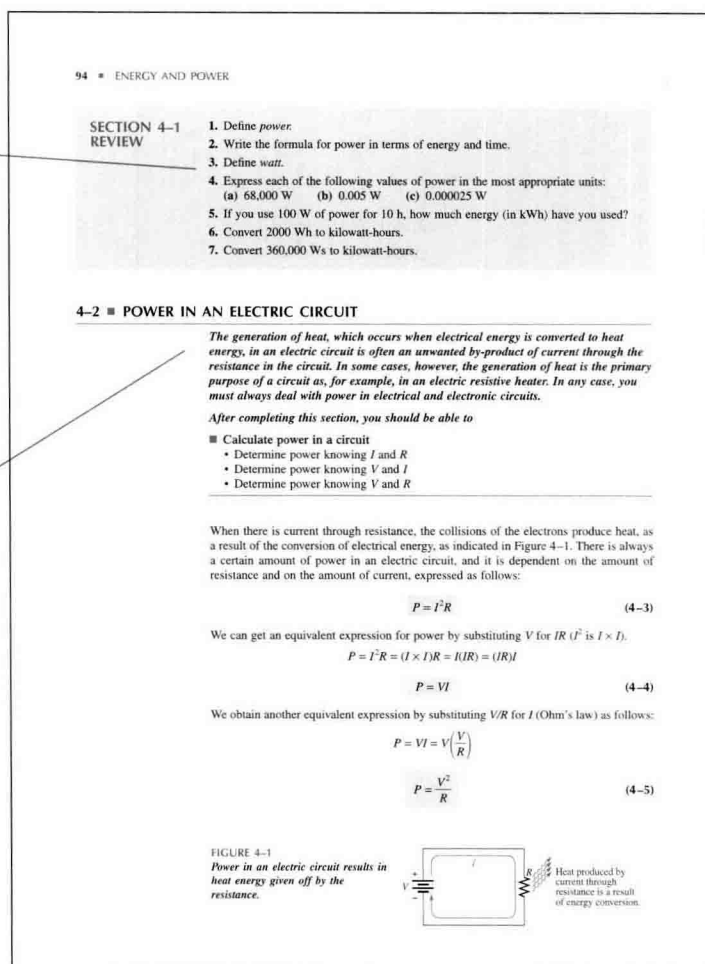 94 ■ ENERGY AND POWER
SECTION 4–1
REVIEW
1. Define power.
2. Write the formula for power in terms of energy and time.
3. Define watt.
4. Express each of the following values of power in the most appropriate units:
(a) 68,000 W (b) 0.005 W (c) 0.000025 W
5. If you use 100 W of power for 10 h, how much energy (in kWh) have you used?
6. Convert 2000 Wh to kilowatt-hours.
7. Convert 360,000 Ws to kilowatt-hours.
4–2 ■ POWER IN AN ELECTRIC CIRCUIT
The generation of heat, which occurs when electrical energy is converted to heat
energy, in an electric circuit is often an unwanted by-product of current through the
resistance in the circuit. In some cases, however, the generation of heat is the primary
purpose of a circuit as, for example, in an electric resistive heater. In any case, you
must always deal with power in electrical and electronic circuits.
After completing this section, you should be able to
■ Calculate power in a circuit
• Determine power knowing I and R
• Determine power knowing V and I
• Determine power knowing V and R
When there is current through resistance, the collisions of the electrons produce heat, as
a result of the conversion of electrical energy, as indicated in Figure 4–1. There is always
a certain amount of power in an electric circuit, and it is dependent on the amount of
resistance and on the amount of current, expressed as follows:
P = I²R (4–3)
We can get an equivalent expression for power by substituting V for IR (I² is I × I).
P = I²R = (I × I)R = I(IR) = (IR)I
P = VI (4–4)
We obtain another equivalent expression by substituting V/R for I (Ohm's law) as follows:
P = VI = V(V/R)
P = V²/R (4–5)
FIGURE 4–1
Power in an electric circuit results in
heat energy given off by the
resistance.
I
V
+
−
R
Heat produced by
current through
resistance is a result
of energy conversion.